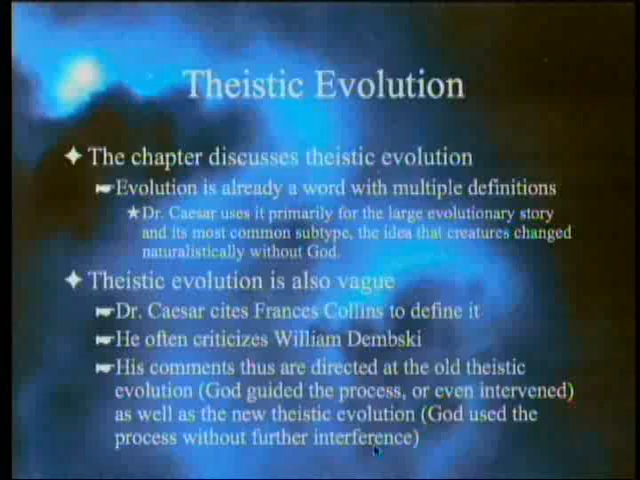 Theistic Evolution
The chapter discusses theistic evolution
Evolution is already a word with multiple definitions
Dr. Caesar uses it primarily for the large evolutionary story
and its most common subtype, the idea that creatures changed
naturalistically without God.
Theistic evolution is also vague
Dr. Caesar cites Frances Collins to define it
He often criticizes William Dembski
His comments thus are directed at the old theistic
evolution (God guided the process, or even intervened)
as well as the new theistic evolution (God used the
process without further interference)